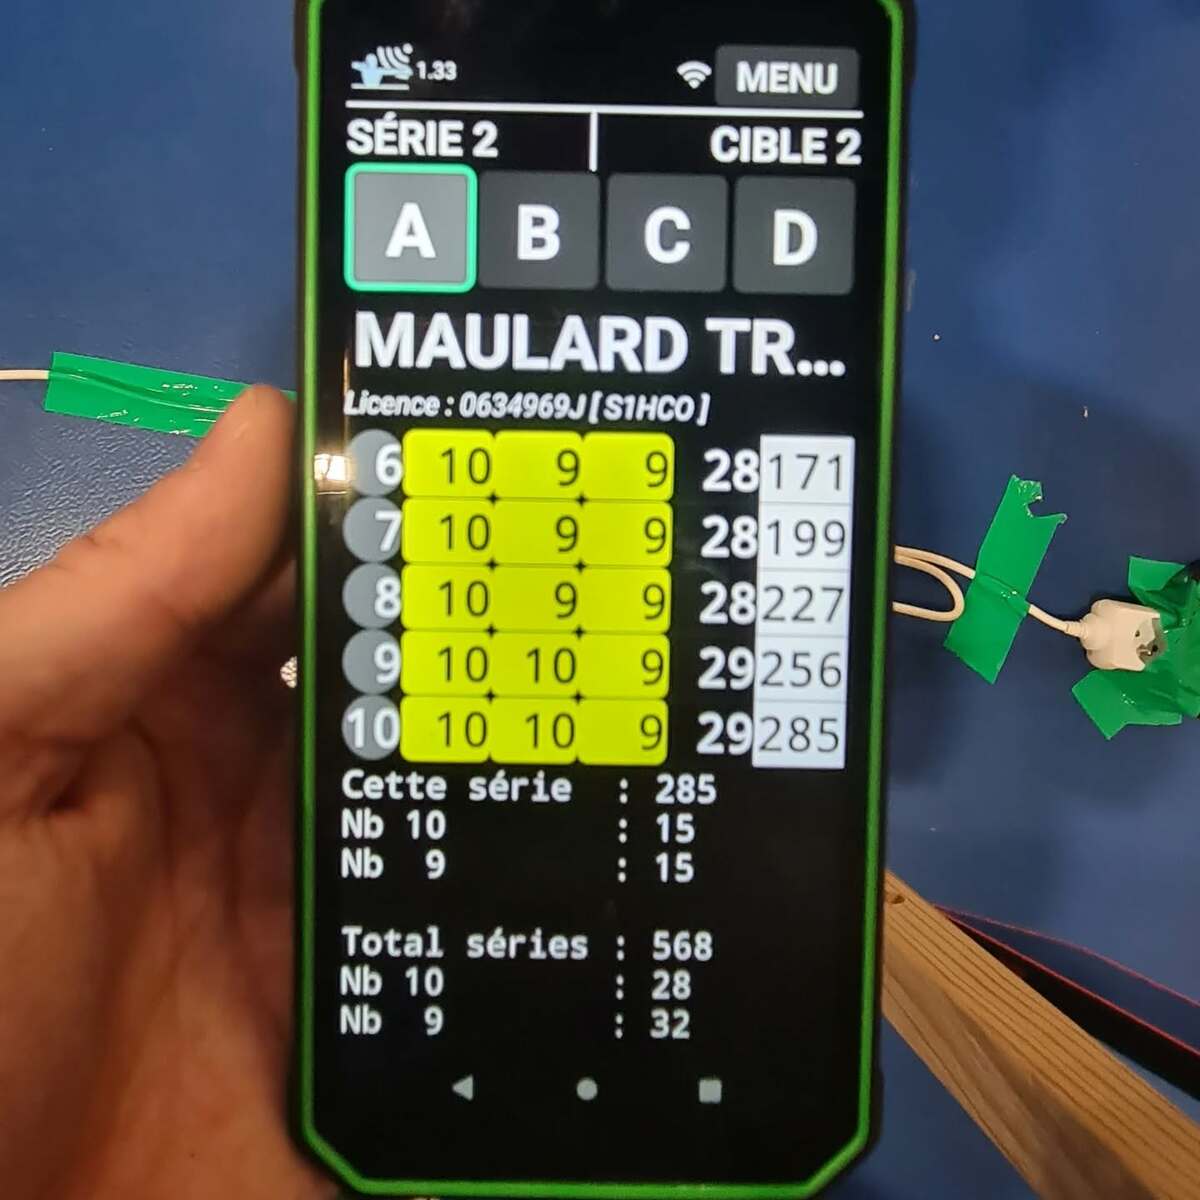 1.33 MENU
SÉRIE 2 CIBLE 2
A B C D
MAULARD TR...
Licence : 0634969J [ S1HCO ]
6 10 9 9 28 171
7 10 9 9 28 199
8 10 9 9 28 227
9 10 10 9 29 256
10 10 10 9 29 285
Cette série : 285
Nb 10 : 15
Nb 9 : 15
Total séries : 568
Nb 10 : 28
Nb 9 : 32